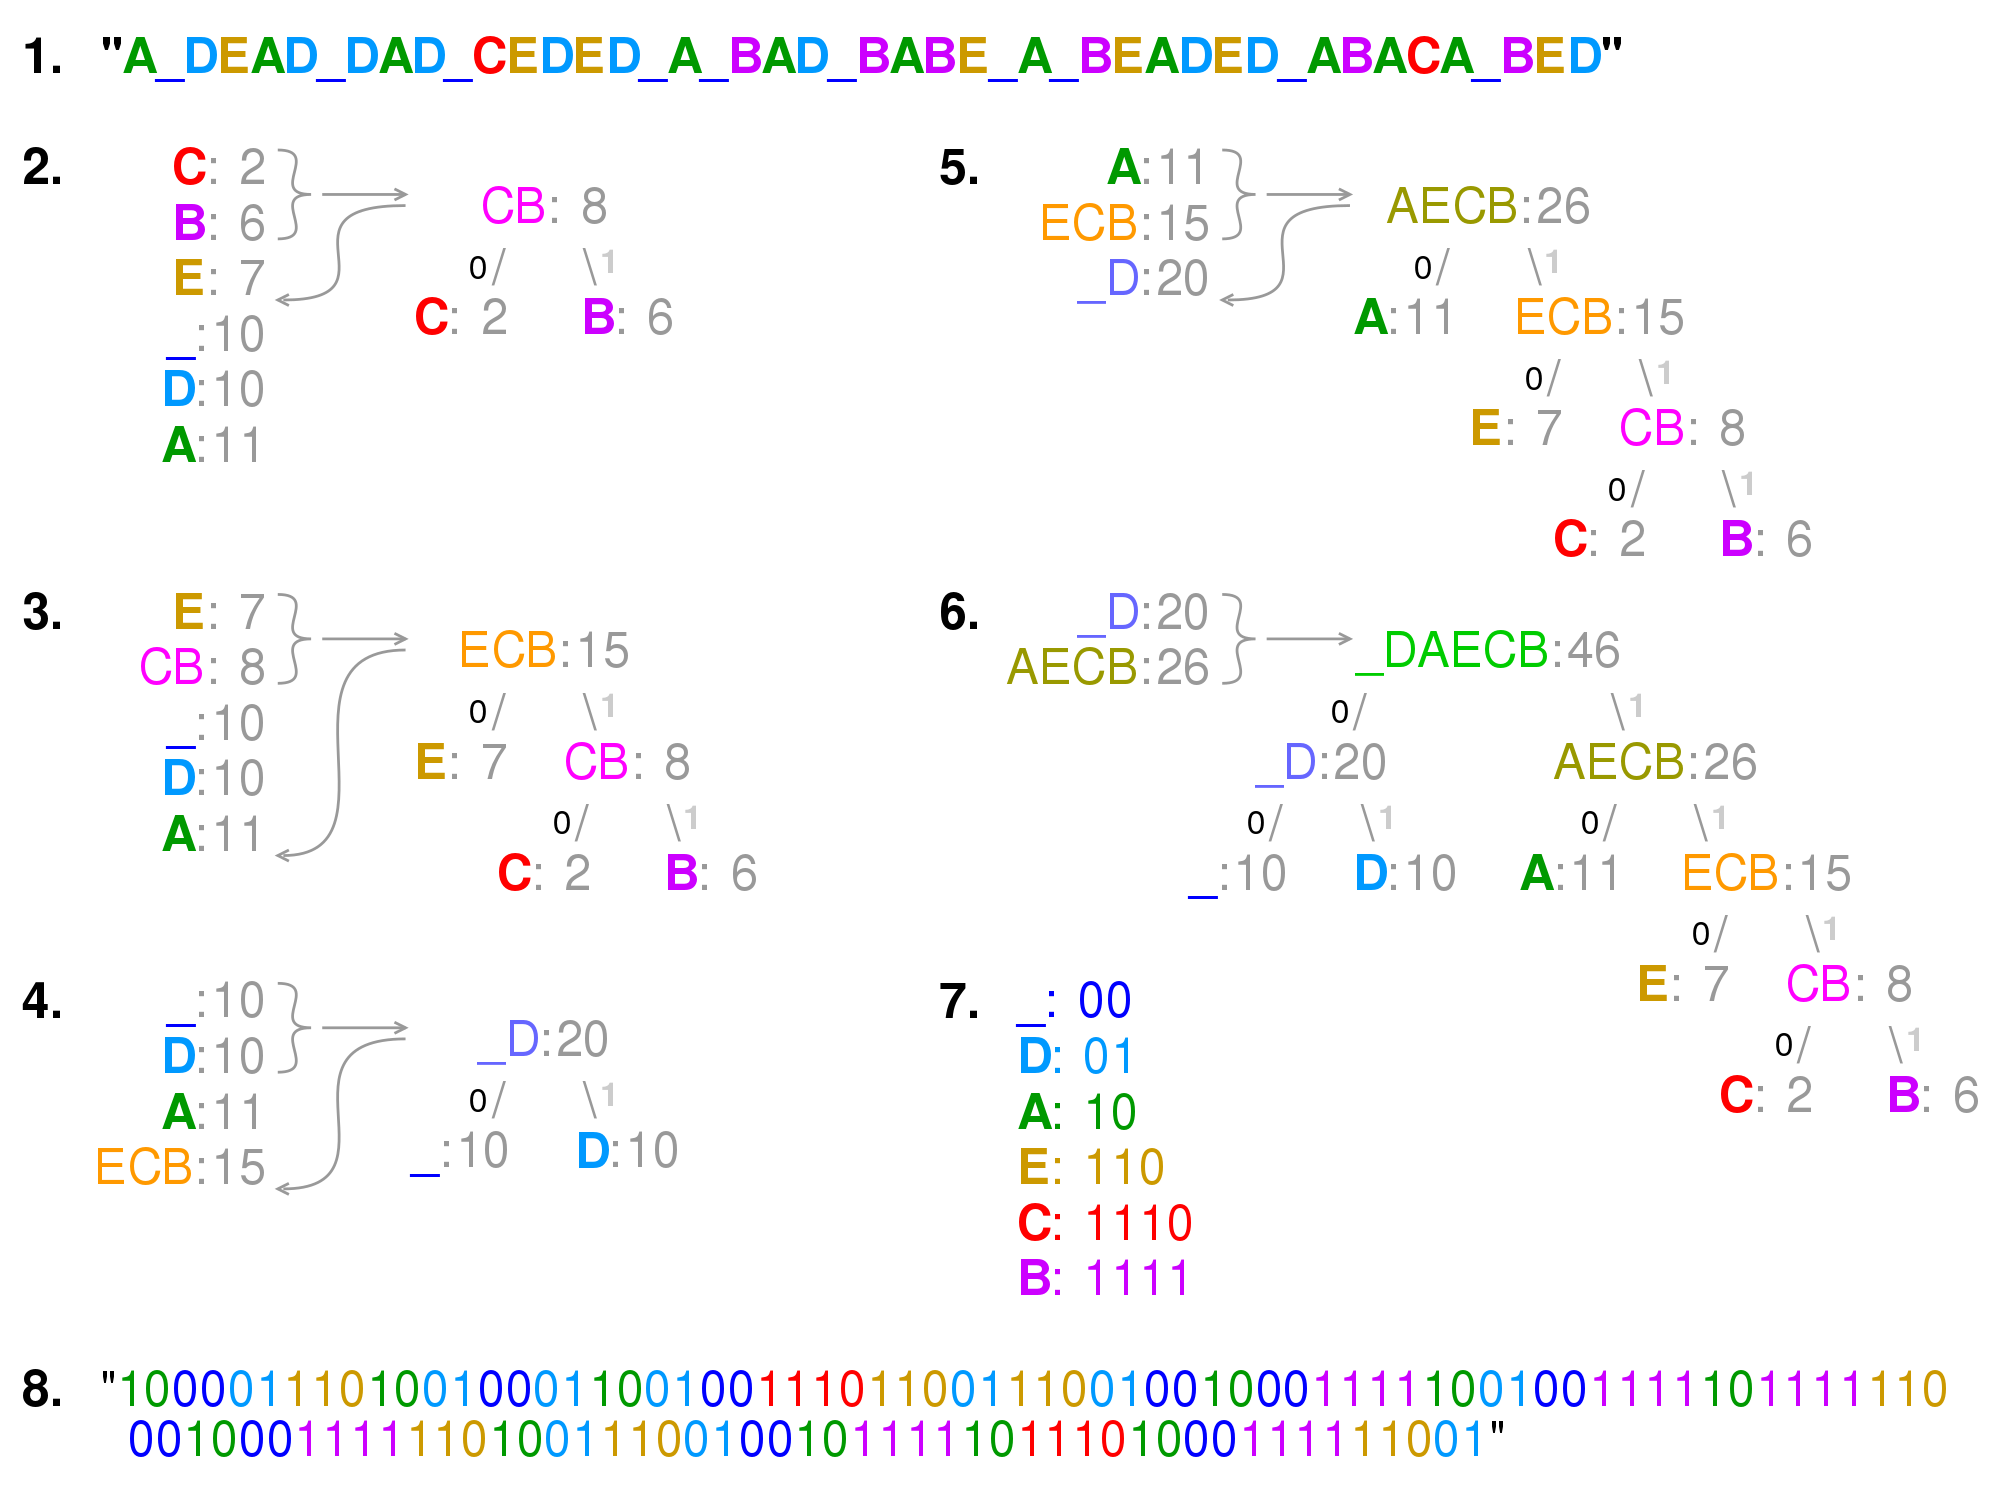 1. "A_DEAD_DAD_CEDED_A_BAD_BABE_A_BEADED_ABACA_BED"
2.
C: 2
B: 6
E: 7
_:10
D:10
A:11
CB: 8
0 1
C: 2 B: 6
3.
E: 7
CB: 8
_:10
D:10
A:11
ECB:15
0 1
E: 7 CB: 8
0 1
C: 2 B: 6
4.
_:10
D:10
A:11
ECB:15
_D:20
0 1
_:10 D:10
5.
A:11
ECB:15
_D:20
AECB:26
0 1
A:11 ECB:15
0 1
E: 7 CB: 8
0 1
C: 2 B: 6
6.
_D:20
AECB:26
_DAECB:46
0 1
_D:20 AECB:26
0 1 0 1
_:10 D:10 A:11 ECB:15
0 1
E: 7 CB: 8
0 1
C: 2 B: 6
7.
_: 00
D: 01
A: 10
E: 110
C: 1110
B: 1111
8. "1000011101001000110010011101100111001001000111110010011111011111110
0010001111110100111001001011111011101000111111001"